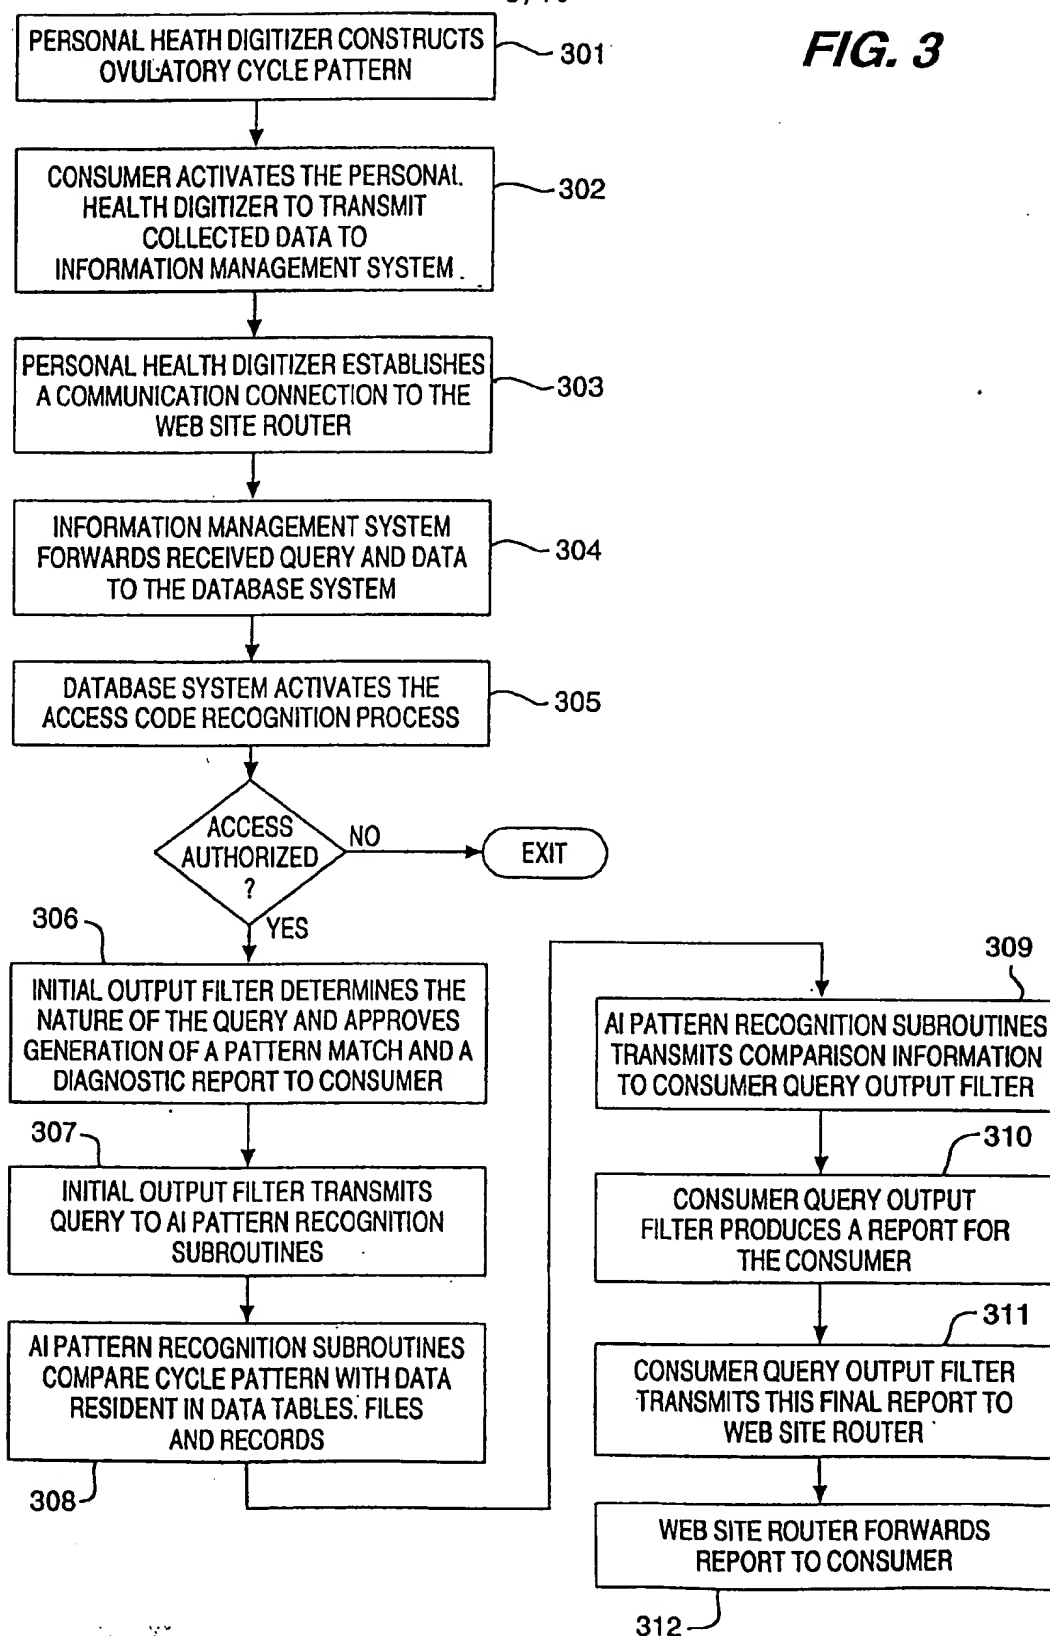 FIG. 3
PERSONAL HEATH DIGITIZER CONSTRUCTS
OVULATORY CYCLE PATTERN
301
CONSUMER ACTIVATES THE PERSONAL
HEALTH DIGITIZER TO TRANSMIT
COLLECTED DATA TO
INFORMATION MANAGEMENT SYSTEM.
302
PERSONAL HEALTH DIGITIZER ESTABLISHES
A COMMUNICATION CONNECTION TO THE
WEB SITE ROUTER
303
INFORMATION MANAGEMENT SYSTEM
FORWARDS RECEIVED QUERY AND DATA
TO THE DATABASE SYSTEM
304
DATABASE SYSTEM ACTIVATES THE
ACCESS CODE RECOGNITION PROCESS
305
ACCESS
AUTHORIZED
?
NO
EXIT
YES
306
INITIAL OUTPUT FILTER DETERMINES THE
NATURE OF THE QUERY AND APPROVES
GENERATION OF A PATTERN MATCH AND A
DIAGNOSTIC REPORT TO CONSUMER
307
INITIAL OUTPUT FILTER TRANSMITS
QUERY TO AI PATTERN RECOGNITION
SUBROUTINES
AI PATTERN RECOGNITION SUBROUTINES
COMPARE CYCLE PATTERN WITH DATA
RESIDENT IN DATA TABLES. FILES
AND RECORDS
308
309
AI PATTERN RECOGNITION SUBROUTINES
TRANSMITS COMPARISON INFORMATION
TO CONSUMER QUERY OUTPUT FILTER
310
CONSUMER QUERY OUTPUT
FILTER PRODUCES A REPORT FOR
THE CONSUMER
311
CONSUMER QUERY OUTPUT FILTER
TRANSMITS THIS FINAL REPORT TO
WEB SITE ROUTER
WEB SITE ROUTER FORWARDS
REPORT TO CONSUMER
312